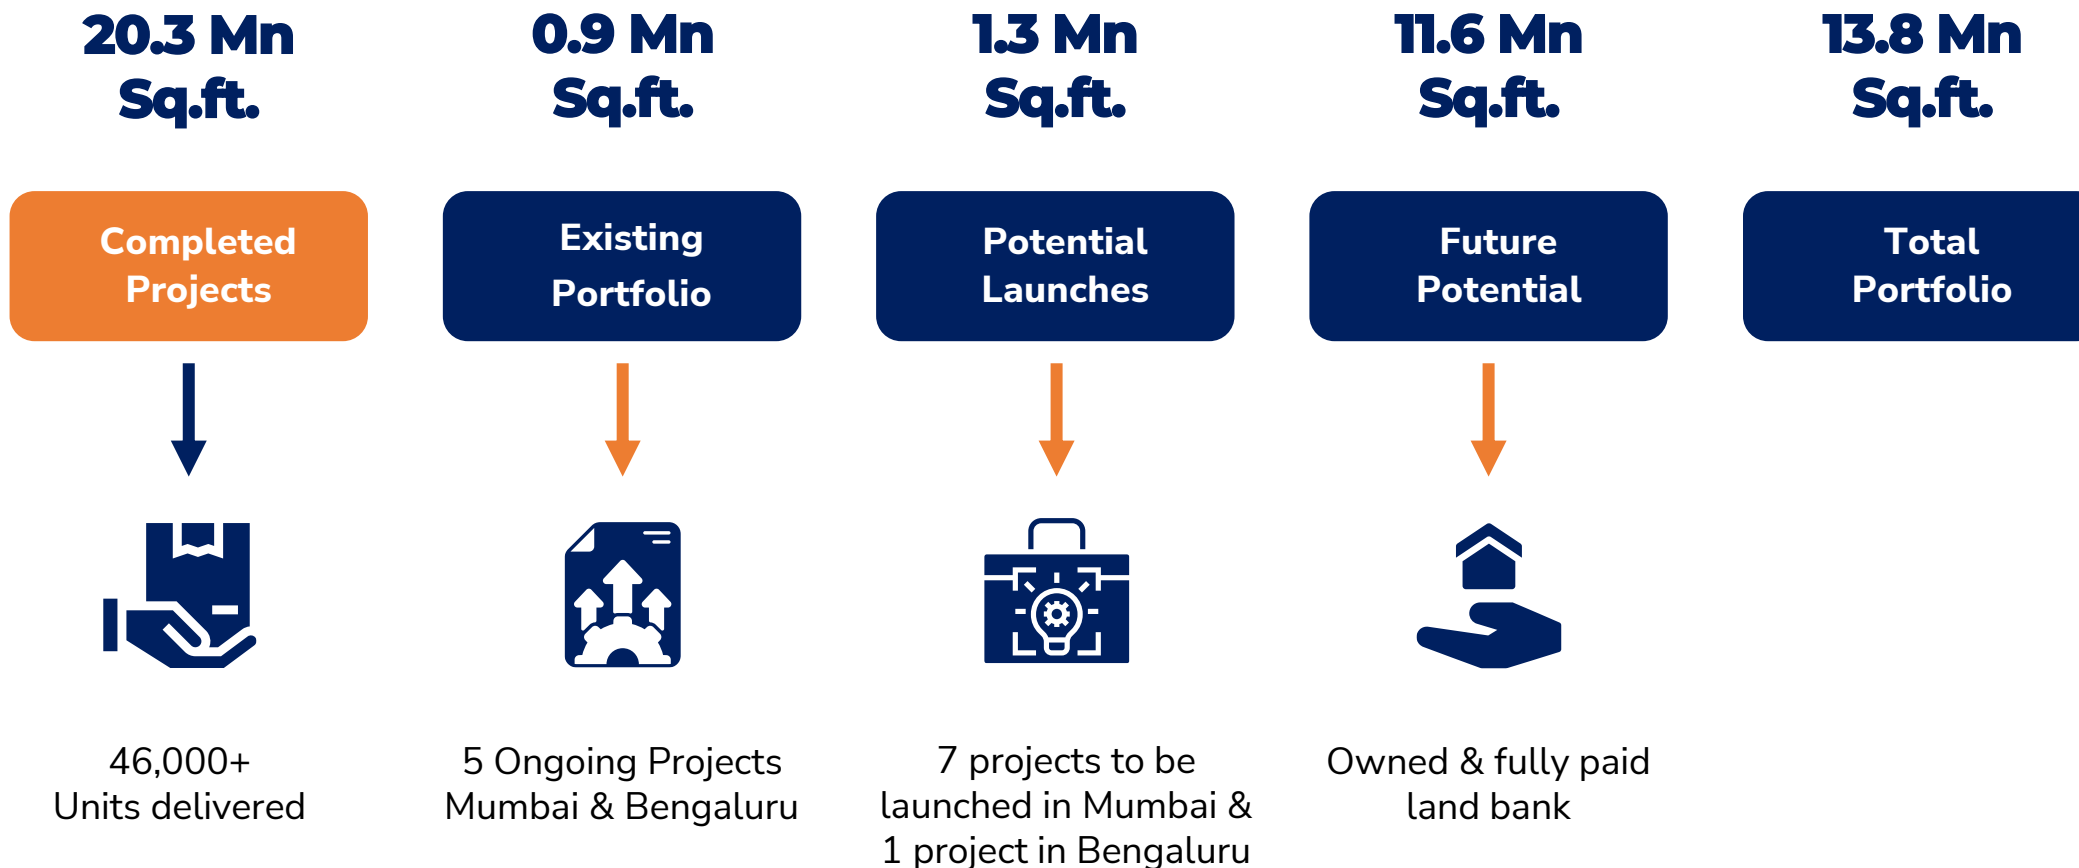 20.3 Mn
Sq.ft.
Completed
Projects
46,000+
Units delivered
0.9 Mn
Sq.ft.
Existing
Portfolio
5 Ongoing Projects
Mumbai & Bengaluru
1.3 Mn
Sq.ft.
Potential
Launches
7 projects to be
launched in Mumbai &
1 project in Bengaluru
11.6 Mn
Sq.ft.
Future
Potential
Owned & fully paid
land bank
13.8 Mn
Sq.ft.
Total
Portfolio